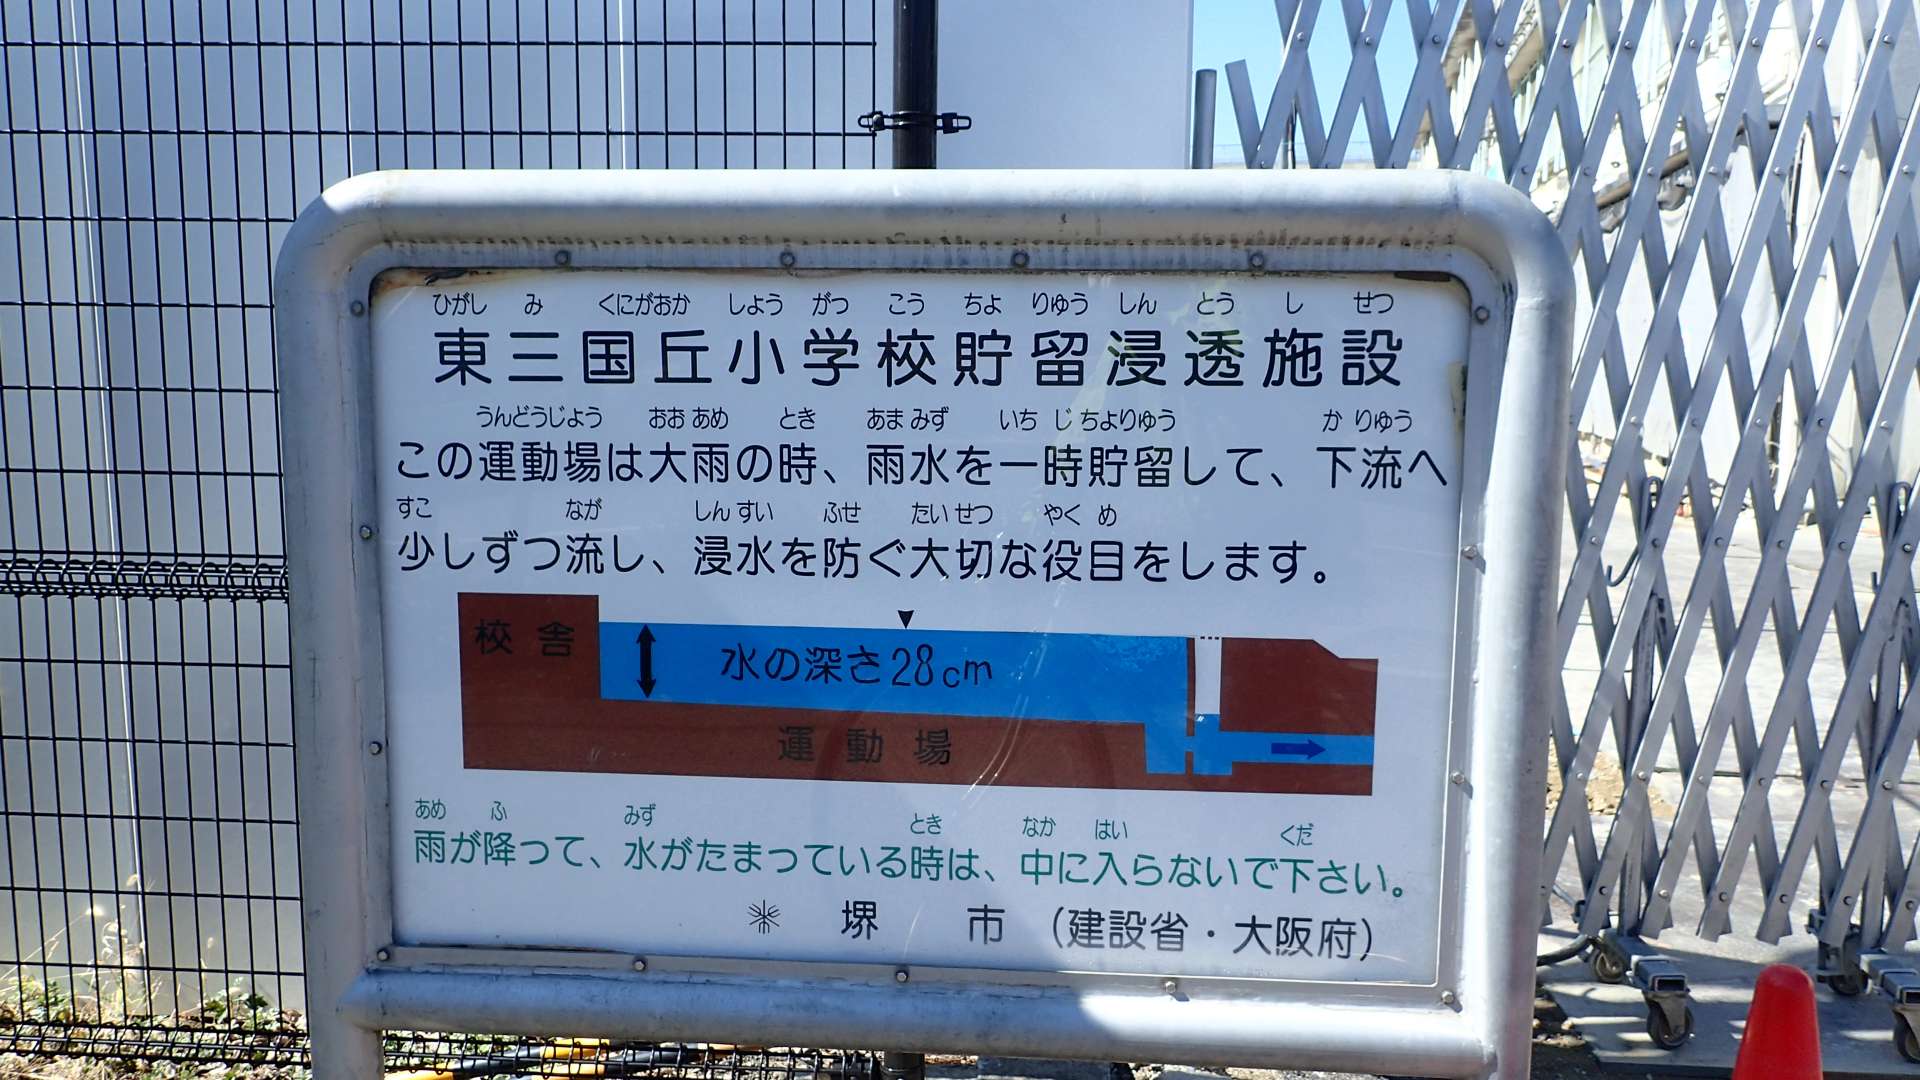 ひがし み くにがおか しょう がっ こう ちょ りゅう しん とう し せつ
東三国丘小学校貯留浸透施設
うんどうじょう おお あめ とき あま みず いち じ ちょりゅう か りゅう
この運動場は大雨の時、雨水を一時貯留して、下流へ
すこ なが しん すい ふせ たい せつ やく め
少しずつ流し、浸水を防ぐ大切な役目をします。
校舎
水の深さ28cm
運動場
あめ ふ みず とき なか はい くだ
雨が降って、水がたまっている時は、中に入らないで下さい。
堺市（建設省・大阪府）